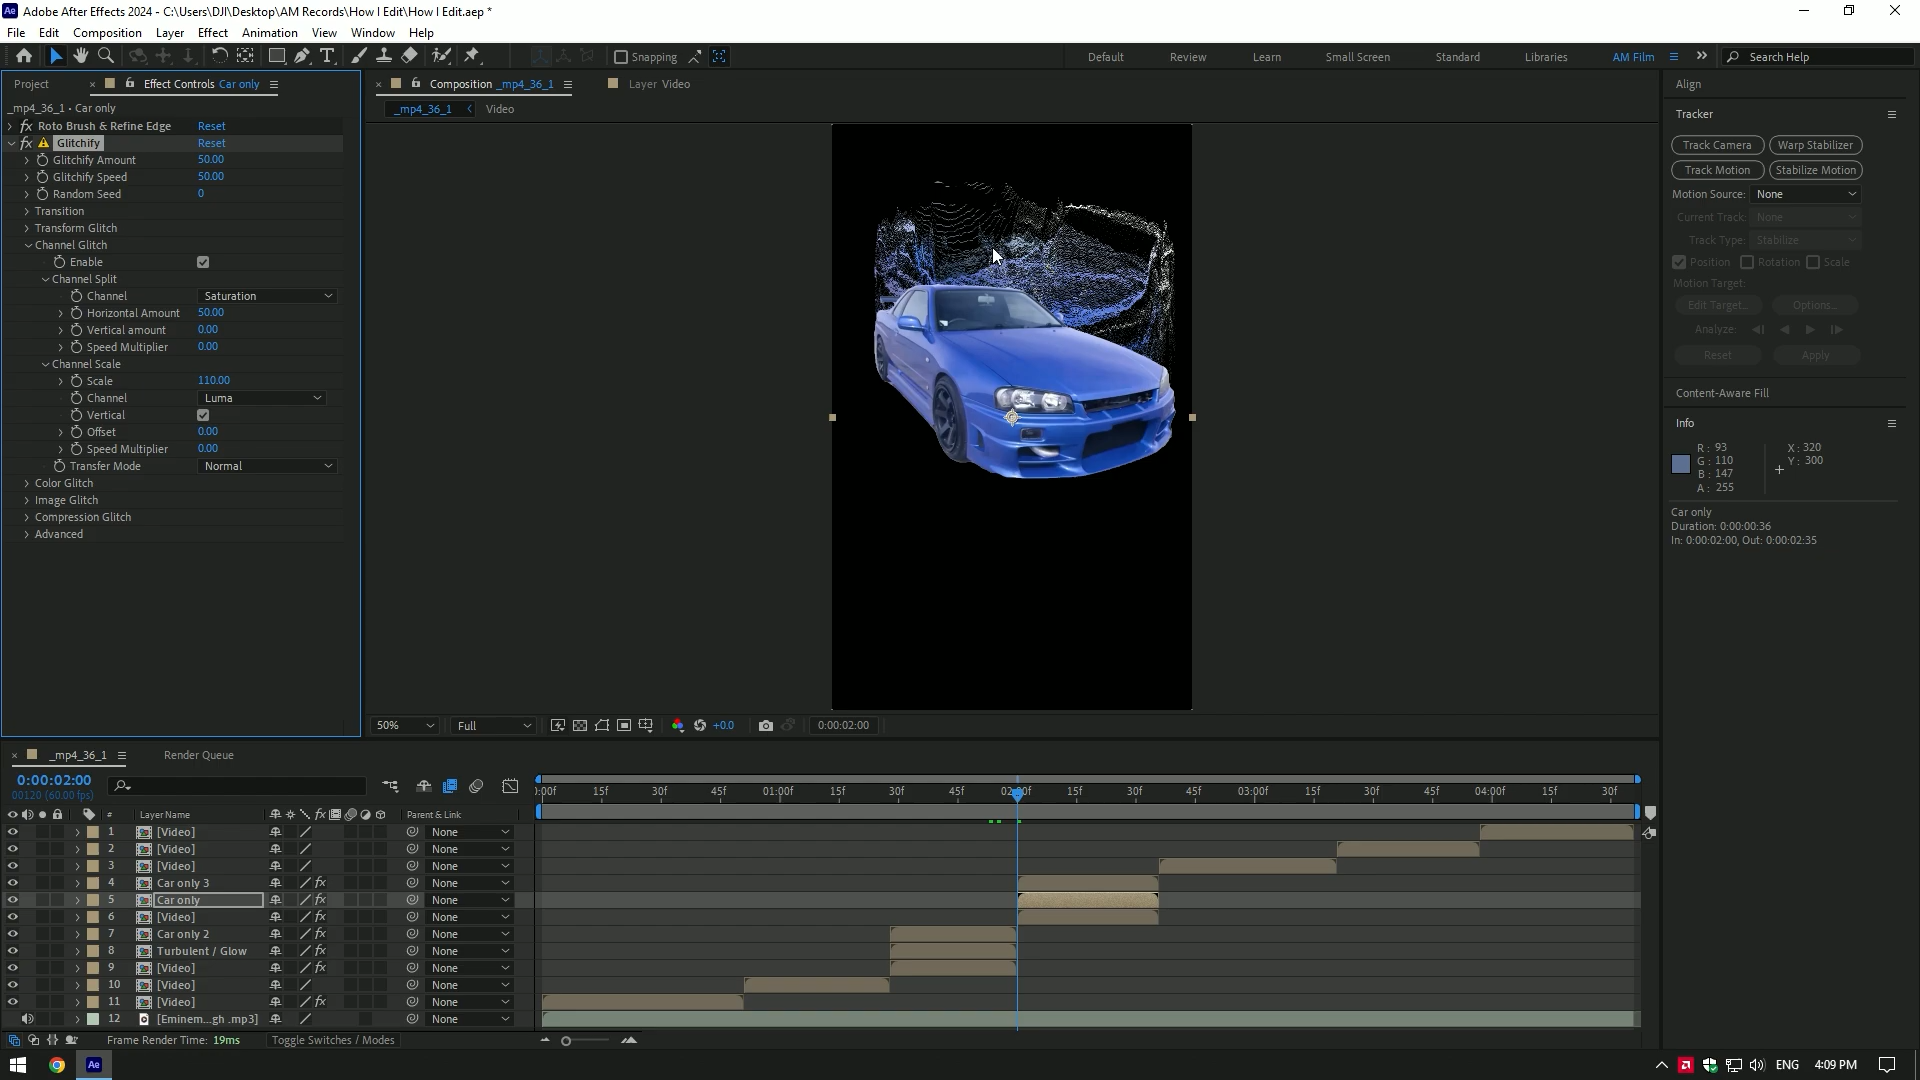 Adobe After Effects 2024 - C:\Users\DJI\Desktop\AM Records\How I Edit\How I Edit.aep *
File Edit Composition Layer Effect Animation View Window Help
Snapping
Default Review Learn Small Screen Standard Libraries AM Film Search Help
Project Effect Controls Car only
_mp4_36_1 • Car only
Roto Brush & Refine Edge Reset
Glitchify Reset
Glitchify Amount 50.00
Glitchify Speed 50.00
Random Seed 0
Transition
Transform Glitch
Channel Glitch
Enable
Channel Split
Channel Saturation
Horizontal Amount 50.00
Vertical amount 0.00
Speed Multiplier 0.00
Channel Scale
Scale 110.00
Channel Luma
Vertical
Offset 0.00
Speed Multiplier 0.00
Transfer Mode Normal
Color Glitch
Image Glitch
Compression Glitch
Advanced
Composition _mp4_36_1 Layer Video
_mp4_36_1 Video
50% Full +0.0 0:00:02:00
Align
Tracker
Track Camera Warp Stabilizer
Track Motion Stabilize Motion
Motion Source: None
Current Track: None
Track Type: Stabilize
Position Rotation Scale
Motion Target:
Edit Target... Options...
Analyze:
Reset Apply
Content-Aware Fill
Info
R: 93 X: 320
G: 110 Y: 300
B: 147
A: 255
Car only
Duration: 0:00:00:36
In: 0:00:02:00, Out: 0:00:02:35
_mp4_36_1 Render Queue
0:00:02:00
00120 (60.00 fps)
:00f 15f 30f 45f 01:00f 15f 30f 45f 02:00f 15f 30f 45f 03:00f 15f 30f 45f 04:00f 15f 30f
# Layer Name Parent & Link
1 [Video] None
2 [Video] None
3 [Video] None
4 Car only 3 None
5 Car only None
6 [Video] None
7 Car only 2 None
8 Turbulent / Glow None
9 [Video] None
10 [Video] None
11 [Video] None
12 [Eminem...gh .mp3] None
Frame Render Time: 19ms Toggle Switches / Modes
Ae ENG 4:09 PM